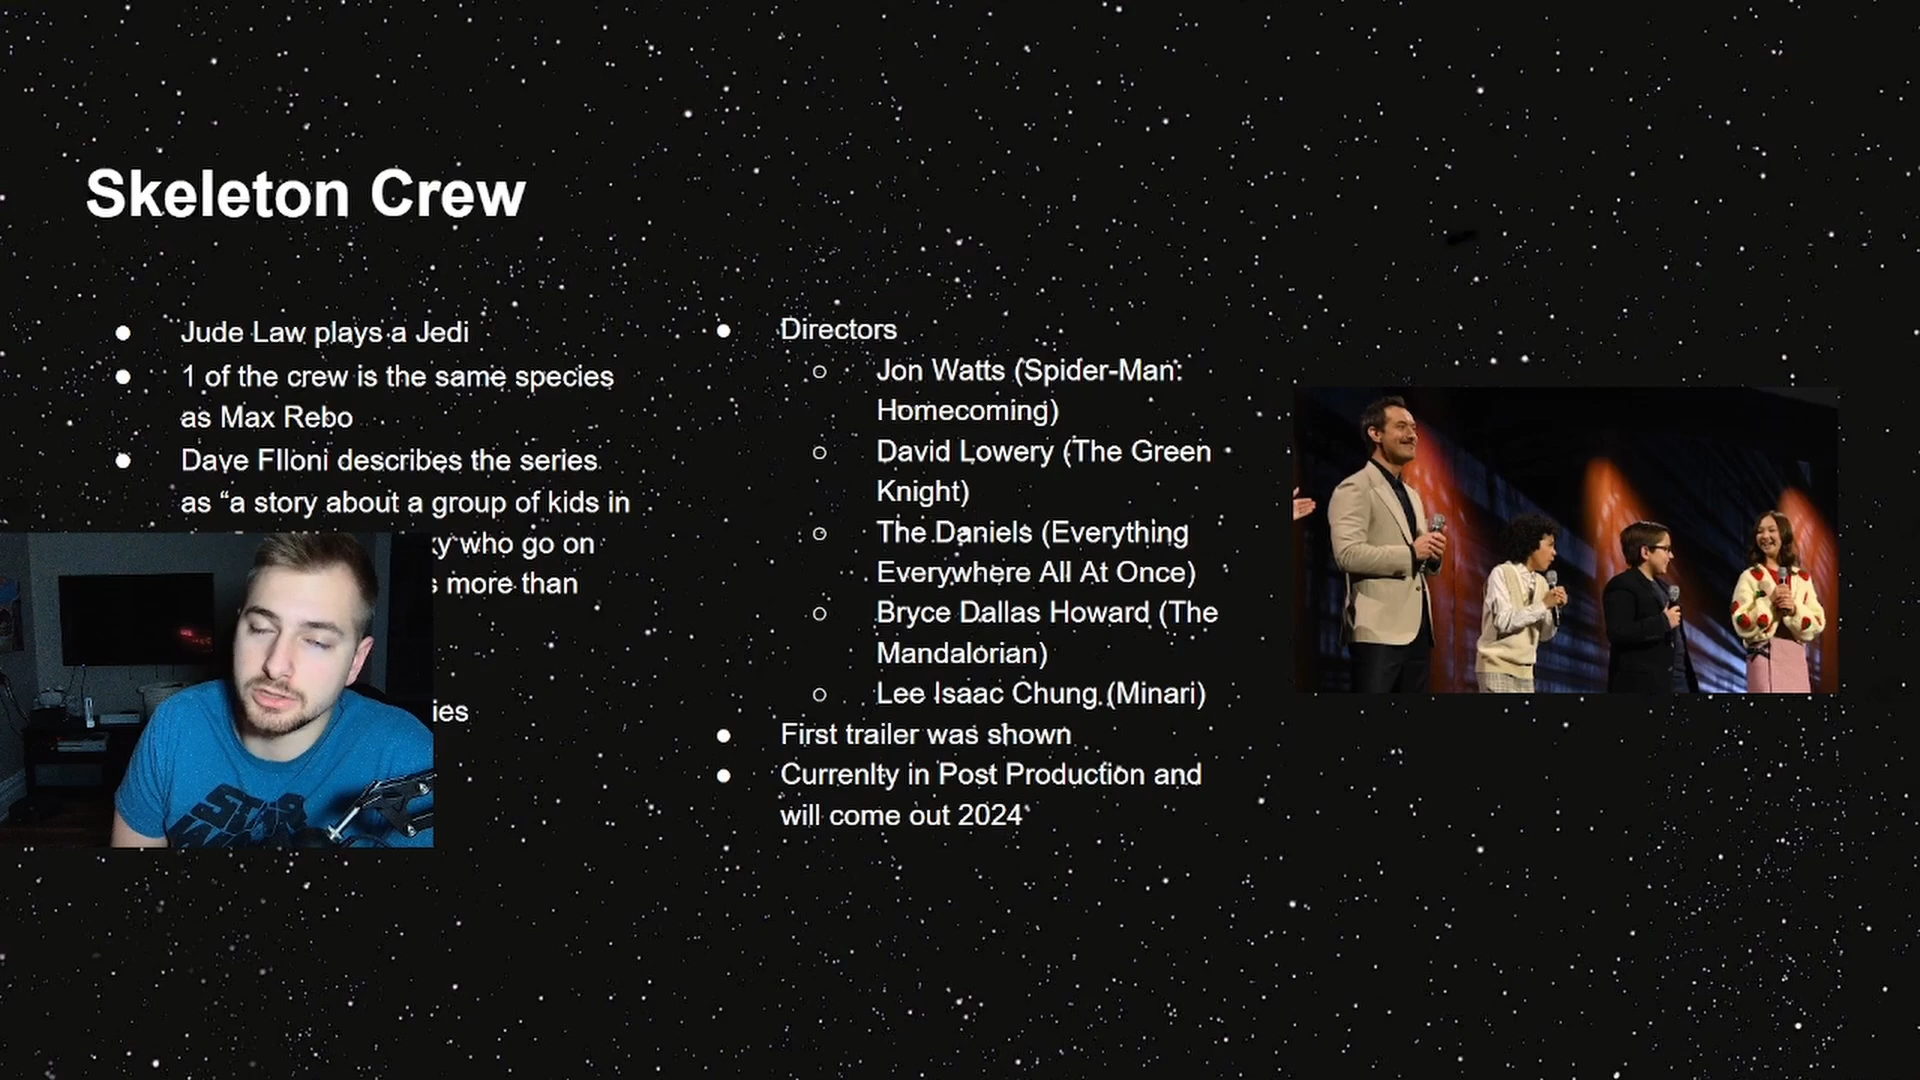 Skeleton Crew
Jude Law plays a Jedi
1 of the crew is the same species
as Max Rebo
Dave FIloni describes the series
as “a story about a group of kids in
who go on
more than
Directors
Jon Watts (Spider-Man:
Homecoming)
David Lowery (The Green
Knight)
The Daniels (Everything
Everywhere All At Once)
Bryce Dallas Howard (The
Mandalorian)
Lee Isaac Chung (Minari)
First trailer was shown
Currenlty in Post Production and
will come out 2024
STAR